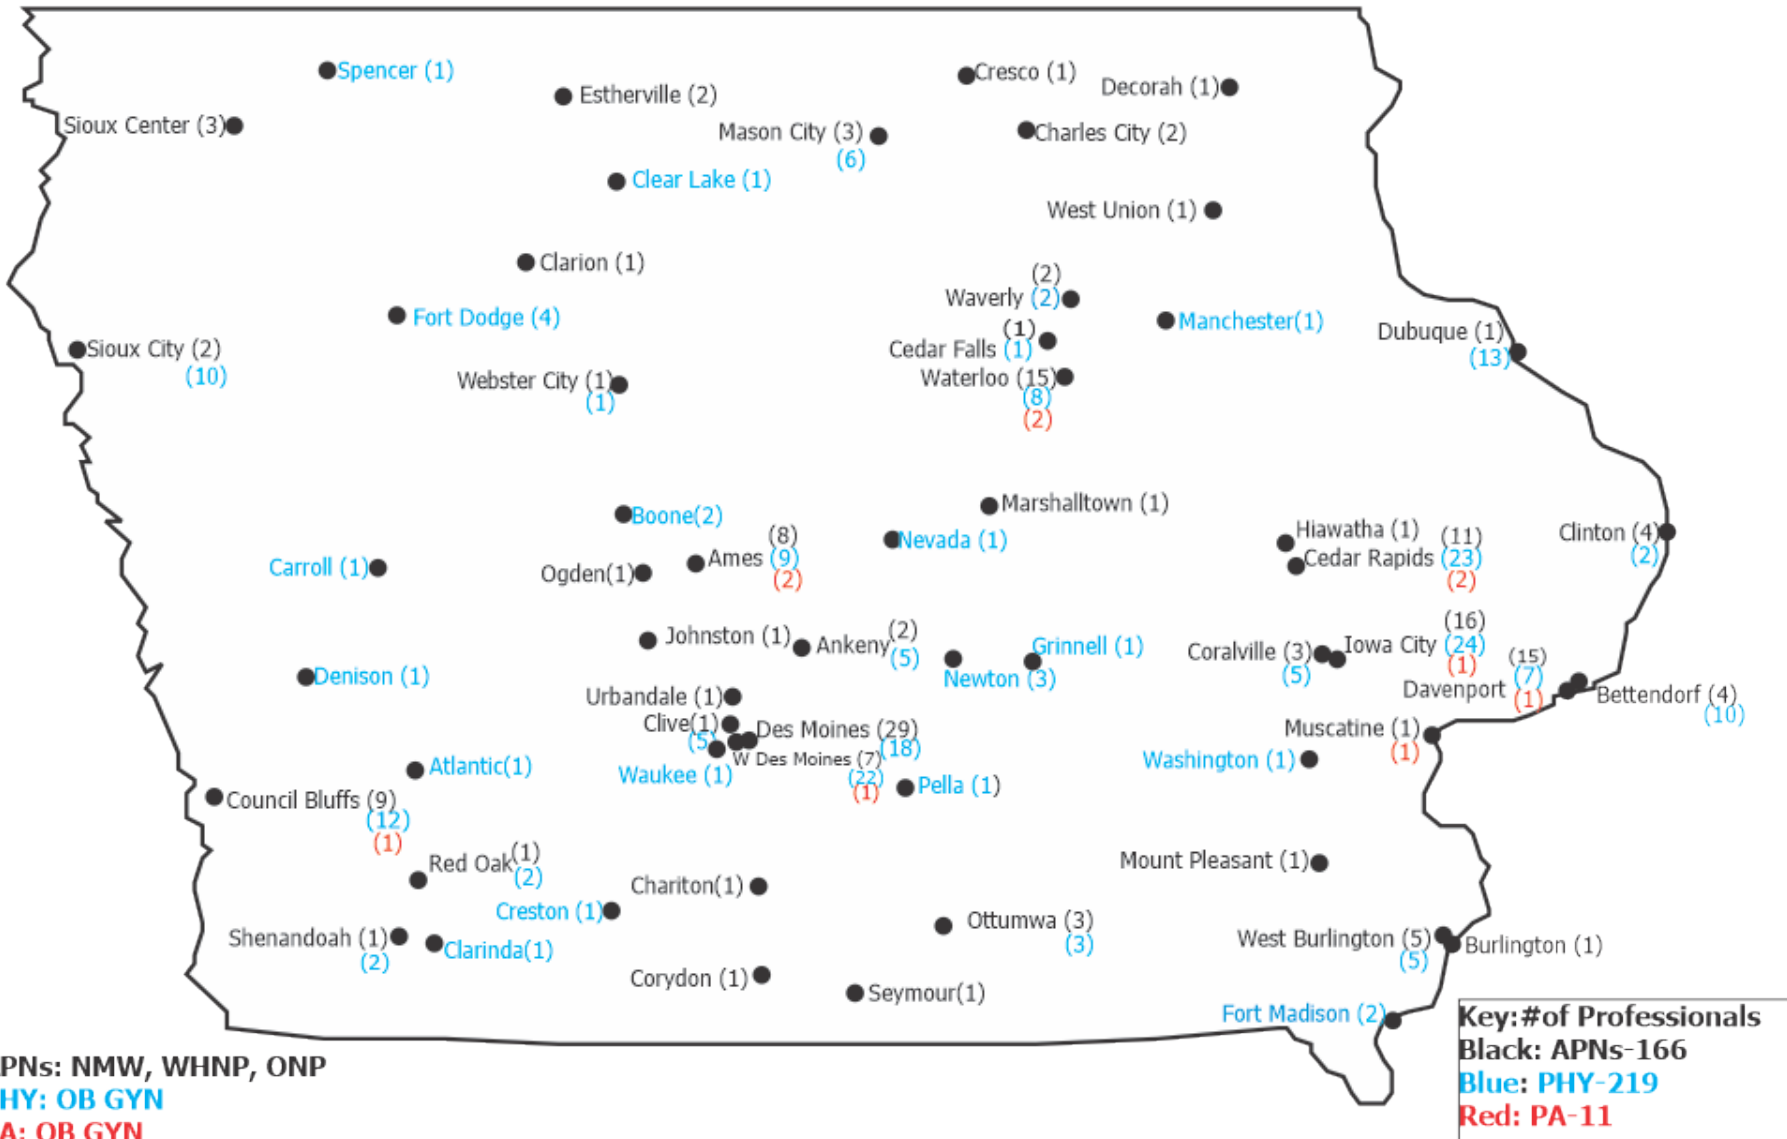 Spencer (1)
Estherville (2)
Cresco (1)
Decorah (1)
Sioux Center (3)
Mason City (3)
(6)
Charles City (2)
Clear Lake (1)
West Union (1)
Clarion (1)
(2)
Waverly (2)
Fort Dodge (4)
Manchester(1)
(1)
Cedar Falls (1)
Dubuque (1)
(13)
Sioux City (2)
(10)
Webster City (1)
(1)
Waterloo (15)
(8)
(2)
Boone(2)
Marshalltown (1)
Nevada (1)
(8)
Ames (9)
(2)
Ogden(1)
Carroll (1)
Hiawatha (1)
(11)
Cedar Rapids (23)
(2)
Clinton (4)
(2)
Johnston (1)
(2)
Ankeny
(5)
Grinnell (1)
Newton (3)
Coralville (3)
(5)
(16)
Iowa City (24)
(1)
(15)
(7)
Davenport (1)
Bettendorf (4)
(10)
Denison (1)
Urbandale (1)
Clive(1)
(5)
Des Moines (29)
(18)
W Des Moines (7)
(22)
(1)
Waukee (1)
Pella (1)
Muscatine (1)
(1)
Washington (1)
Atlantic(1)
Council Bluffs (9)
(12)
(1)
Red Oak(1)
(2)
Mount Pleasant (1)
Chariton(1)
Creston (1)
Ottumwa (3)
(3)
Shenandoah (1)
(2)
Clarinda(1)
West Burlington (5)
(5)
Burlington (1)
Corydon (1)
Seymour(1)
Fort Madison (2)
PNs: NMW, WHNP, ONP
HY: OB GYN
A: OB GYN
Key:#of Professionals
Black: APNs-166
Blue: PHY-219
Red: PA-11